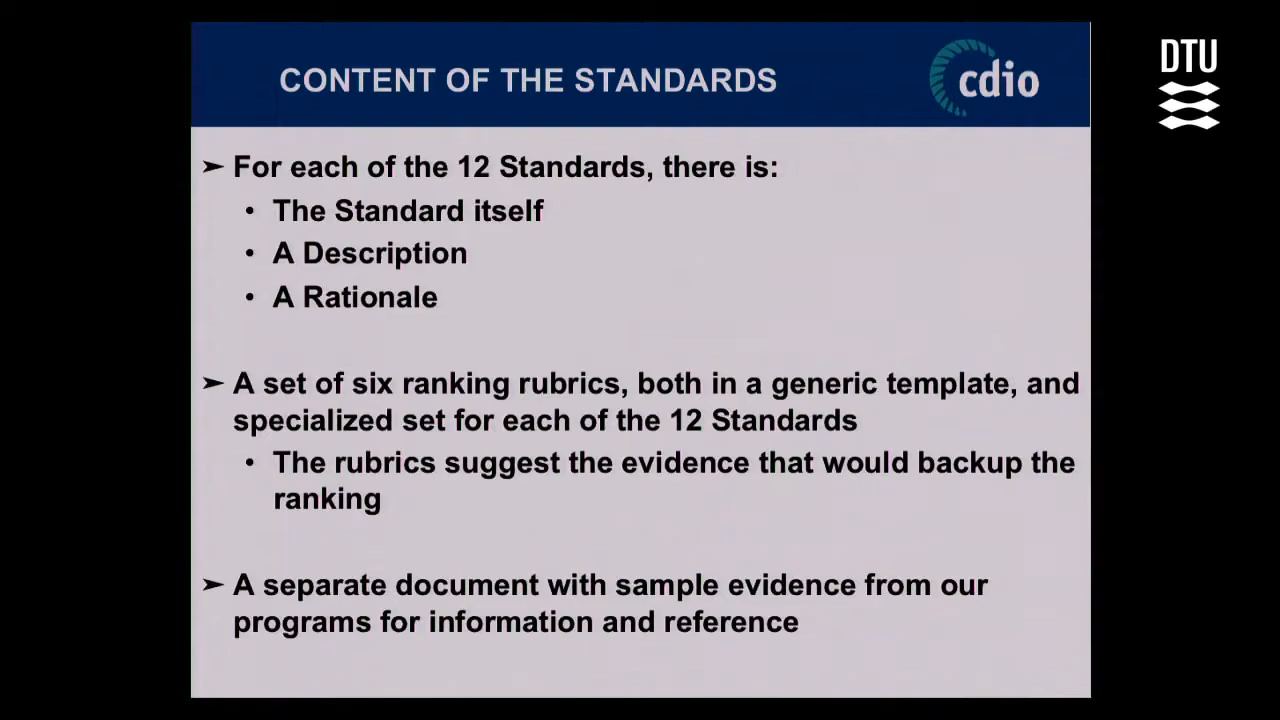 CONTENT OF THE STANDARDS
cdio
DTU
➢ For each of the 12 Standards, there is:
• The Standard itself
• A Description
• A Rationale
➢ A set of six ranking rubrics, both in a generic template, and
specialized set for each of the 12 Standards
• The rubrics suggest the evidence that would backup the
ranking
➢ A separate document with sample evidence from our
programs for information and reference